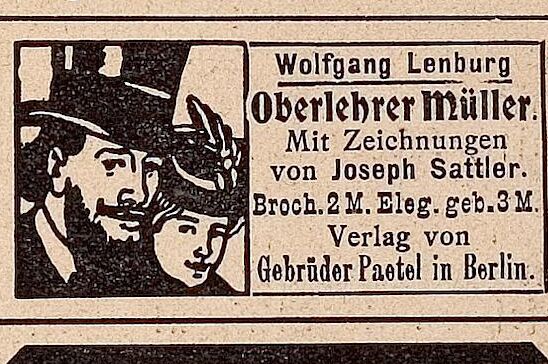 Wolfgang Lenburg
Oberlehrer Müller.
Mit Zeichnungen
von Joseph Sattler.
Broch. 2 M. Eleg. geb. 3 M.
Verlag von
Gebrüder Paetel in Berlin.